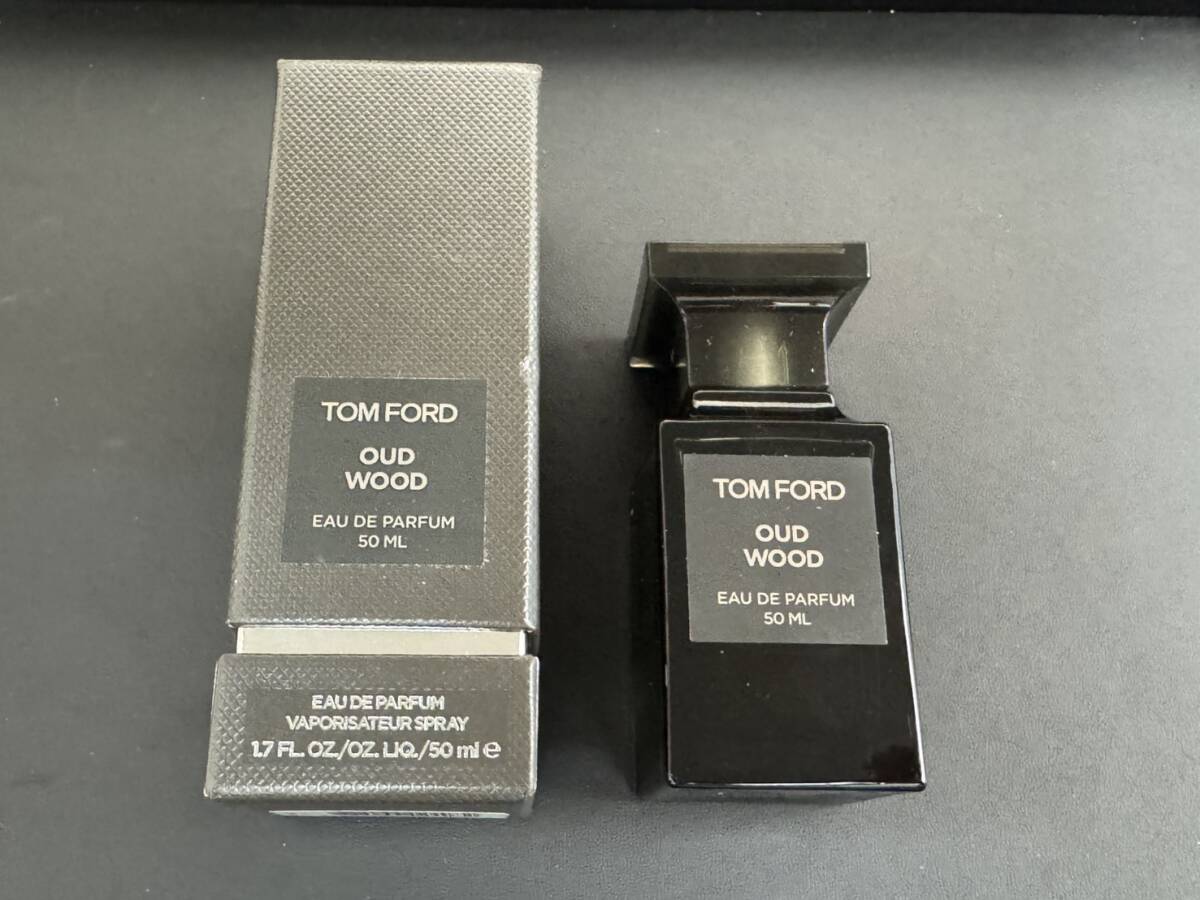 TOM FORD
OUD
WOOD
EAU DE PARFUM
50 ML
EAU DE PARFUM
VAPORISATEUR SPRAY
1.7 FL. OZ./OZ. LIQ./50 ml e
TOM FORD
OUD
WOOD
EAU DE PARFUM
50 ML